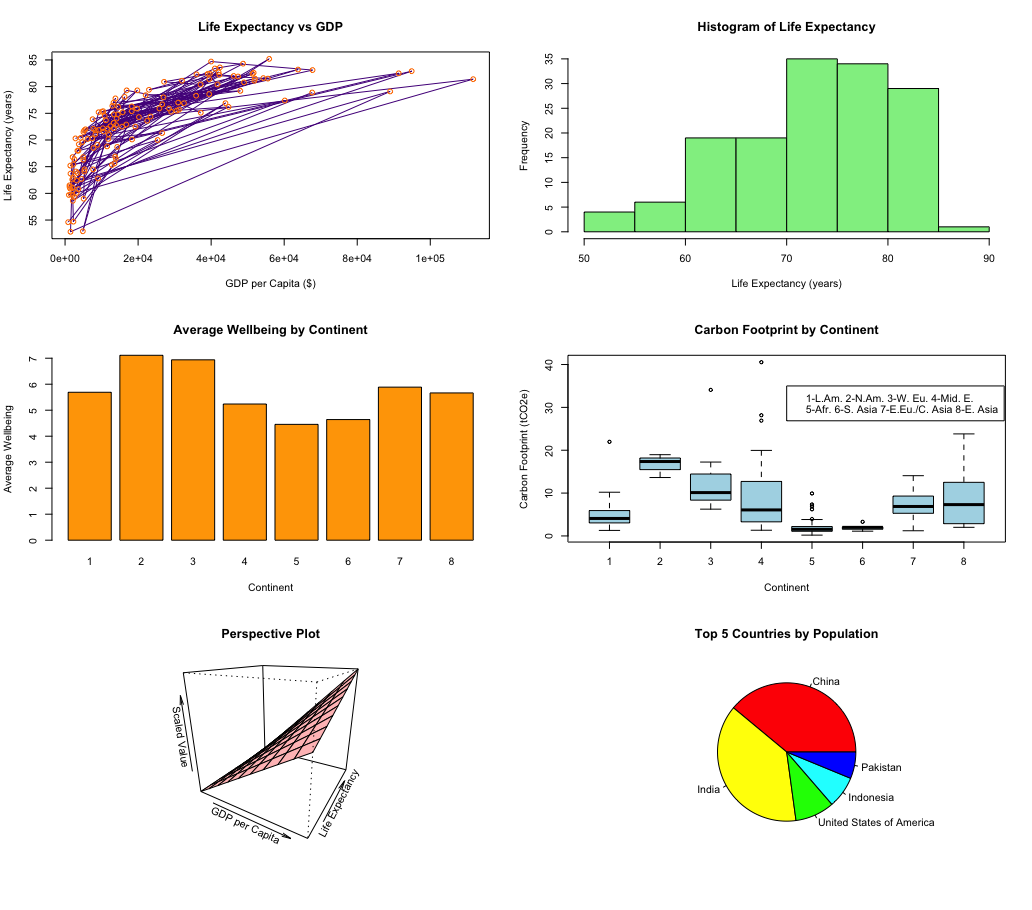 Life Expectancy vs GDP
Life Expectancy (years)
85
80
75
70
65
60
55
0e+00 2e+04 4e+04 6e+04 8e+04 1e+05
GDP per Capita ($)
Histogram of Life Expectancy
Frequency
35
30
25
20
15
10
5
0
50 60 70 80 90
Life Expectancy (years)
Average Wellbeing by Continent
Average Wellbeing
7
6
5
4
3
2
1
0
1 2 3 4 5 6 7 8
Continent
Carbon Footprint by Continent
Carbon Footprint (tCO2e)
40
30
20
10
0
1-L.Am. 2-N.Am. 3-W. Eu. 4-Mid. E.
5-Afr. 6-S. Asia 7-E.Eu./C. Asia 8-E. Asia
1 2 3 4 5 6 7 8
Continent
Perspective Plot
Scaled Value
GDP per Capita
Life Expectancy
Top 5 Countries by Population
China
India
Pakistan
Indonesia
United States of America